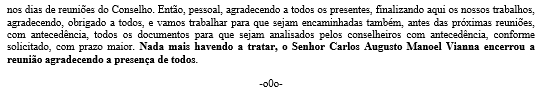 nos dias de reuniões do Conselho. Então, pessoal, agradecendo a todos os presentes, finalizando aqui os nossos trabalhos,
agradecendo, obrigado a todos, e vamos trabalhar para que sejam encaminhadas também, antes das próximas reuniões,
com antecedência, todos os documentos para que sejam analisados pelos conselheiros com antecedência, conforme
solicitado, com prazo maior. Nada mais havendo a tratar, o Senhor Carlos Augusto Manoel Vianna encerrou a
reunião agradecendo a presença de todos.
-o0o-